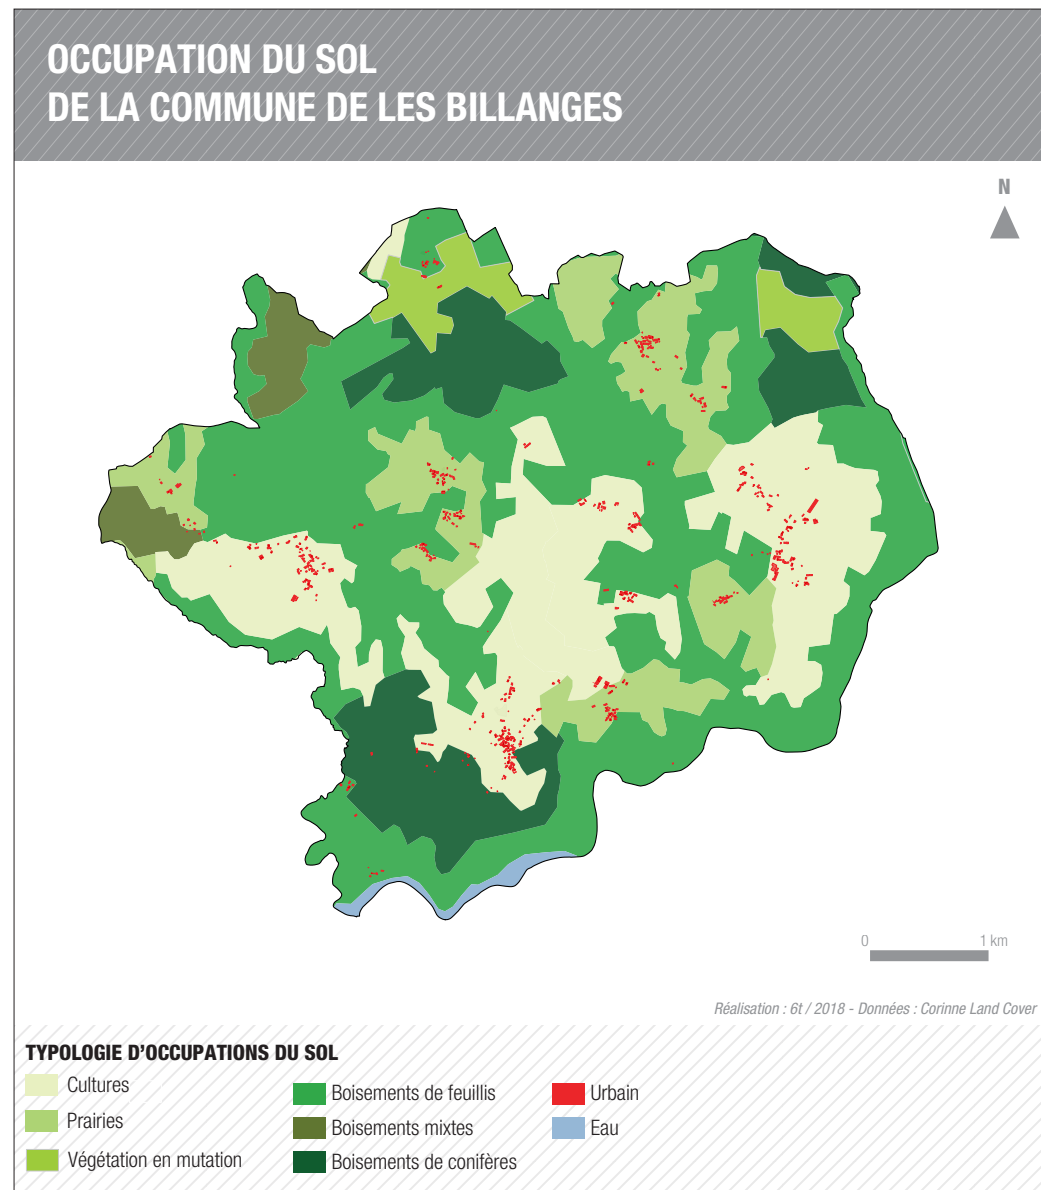 OCCUPATION DU SOL
DE LA COMMUNE DE LES BILLANGES
N
0 1 km
Réalisation : 6t / 2018 - Données : Corinne Land Cover
TYPOLOGIE D'OCCUPATIONS DU SOL
Cultures
Prairies
Végétation en mutation
Boisements de feuillis
Boisements mixtes
Boisements de conifères
Urbain
Eau